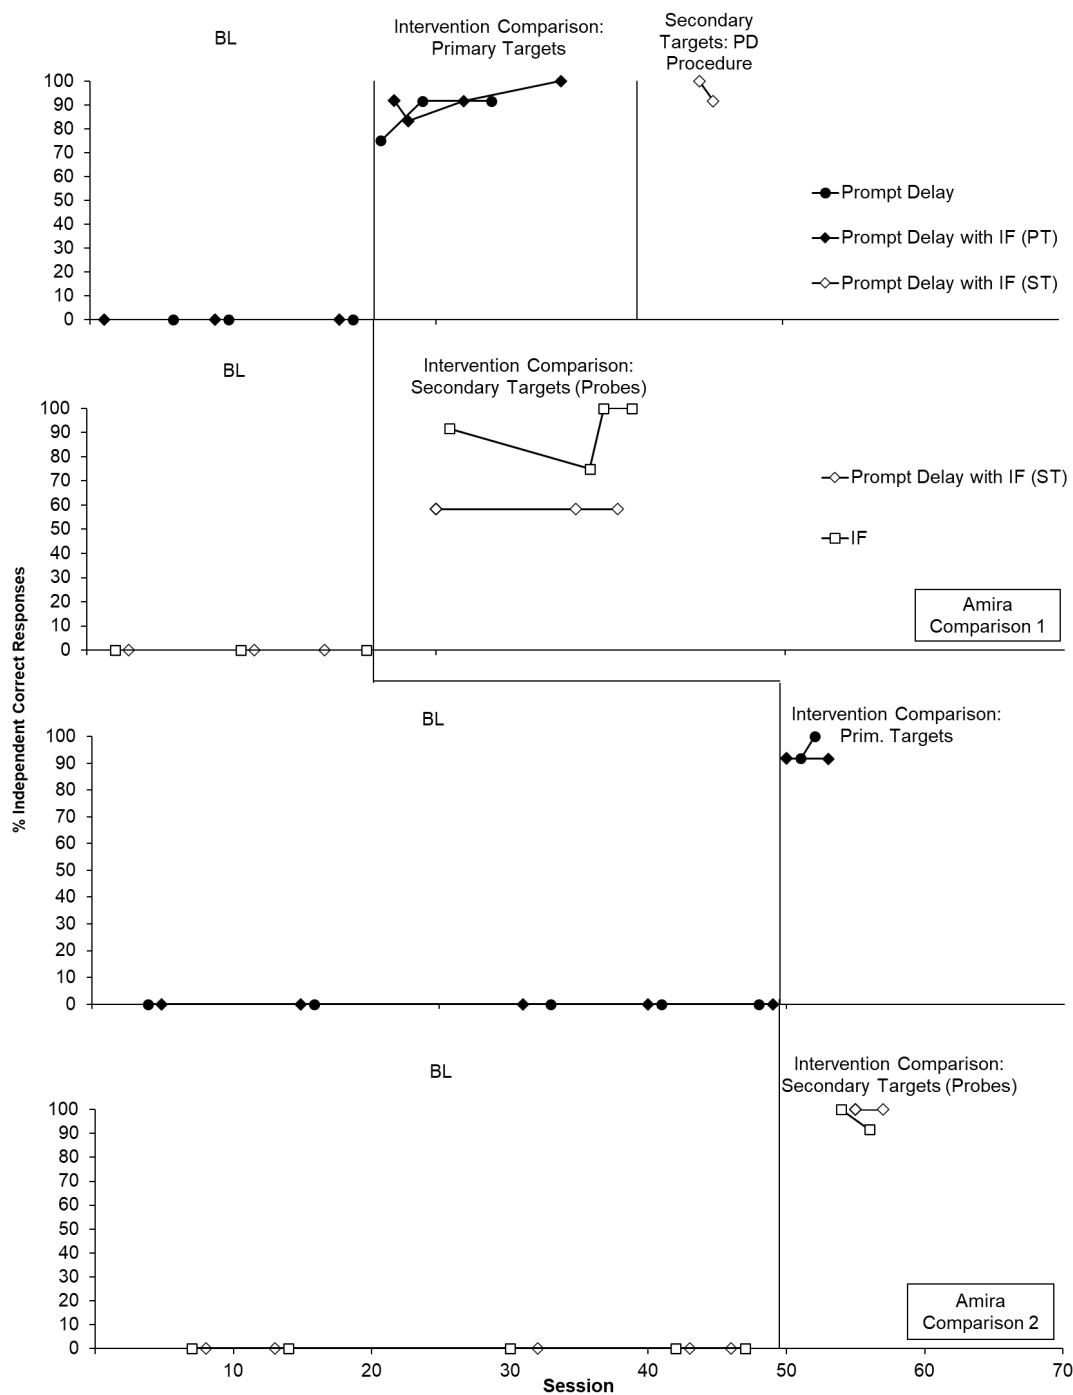 BL
Intervention Comparison:
Primary Targets
Secondary
Targets: PD
Procedure
100
90
80
70
60
50
40
30
20
10
0
Prompt Delay
Prompt Delay with IF (PT)
Prompt Delay with IF (ST)
BL
Intervention Comparison:
Secondary Targets (Probes)
100
90
80
70
60
50
40
30
20
10
0
Prompt Delay with IF (ST)
IF
Amira
Comparison 1
% Independent Correct Responses
BL
Intervention Comparison:
Prim. Targets
100
90
80
70
60
50
40
30
20
10
0
BL
Intervention Comparison:
Secondary Targets (Probes)
100
90
80
70
60
50
40
30
20
10
0
Amira
Comparison 2
10 20 30 40 50 60 70
Session